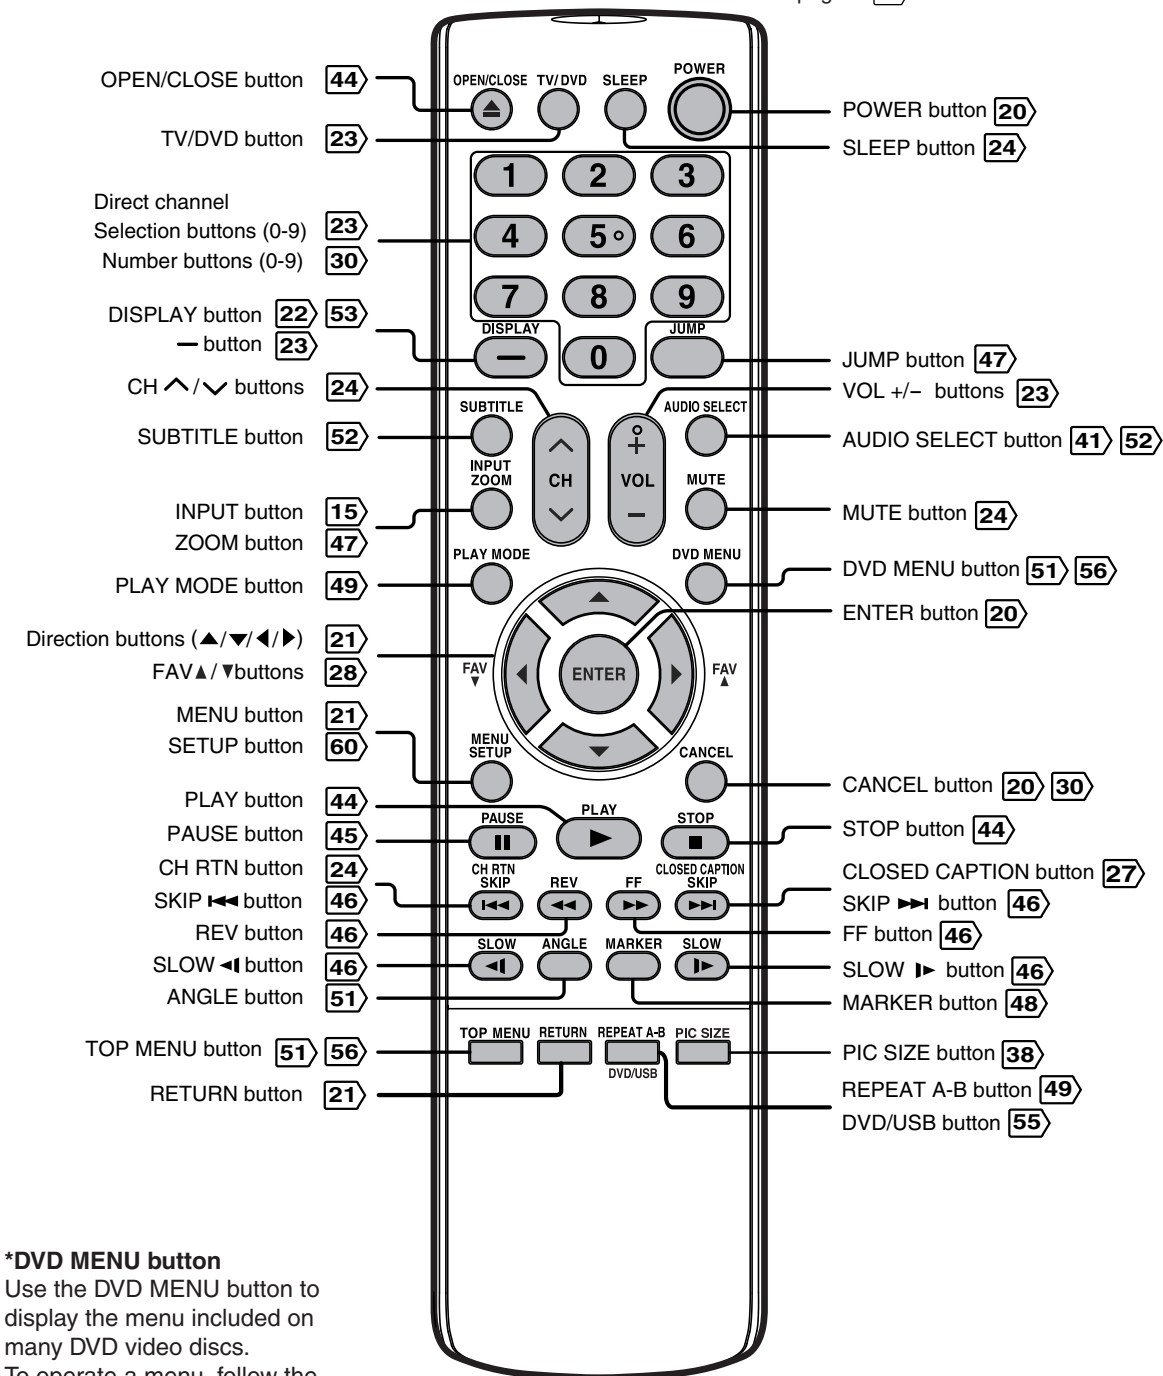 OPEN/CLOSE button 44
TV/DVD button 23
Direct channel
Selection buttons (0-9) 23
Number buttons (0-9) 30
DISPLAY button 22 53
— button 23
CH ∧ / ∨ buttons 24
SUBTITLE button 52
INPUT button 15
ZOOM button 47
PLAY MODE button 49
Direction buttons (▲/▼/◀/▶) 21
FAV▲/▼buttons 28
MENU button 21
SETUP button 60
PLAY button 44
PAUSE button 45
CH RTN button 24
SKIP I◀◀ button 46
REV button 46
SLOW ◀I button 46
ANGLE button 51
TOP MENU button 51 56
RETURN button 21
OPEN/CLOSE TV/DVD SLEEP POWER
1 2 3
4 5 6
7 8 9
DISPLAY JUMP
— 0
SUBTITLE AUDIO SELECT
INPUT
ZOOM CH + VOL – MUTE
PLAY MODE DVD MENU
FAV ▼ ENTER FAV ▲
MENU
SETUP CANCEL
PAUSE PLAY STOP
CH RTN CLOSED CAPTION
SKIP REV FF SKIP
SLOW ANGLE MARKER SLOW
TOP MENU RETURN REPEAT A-B PIC SIZE
DVD/USB
POWER button 20
SLEEP button 24
JUMP button 47
VOL +/– buttons 23
AUDIO SELECT button 41 52
MUTE button 24
DVD MENU button 51 56
ENTER button 20
CANCEL button 20 30
STOP button 44
CLOSED CAPTION button 27
SKIP ▶▶I button 46
FF button 46
SLOW I▶ button 46
MARKER button 48
PIC SIZE button 38
REPEAT A-B button 49
DVD/USB button 55
*DVD MENU button
Use the DVD MENU button to
display the menu included on
many DVD video discs.
To operate a menu, follow the